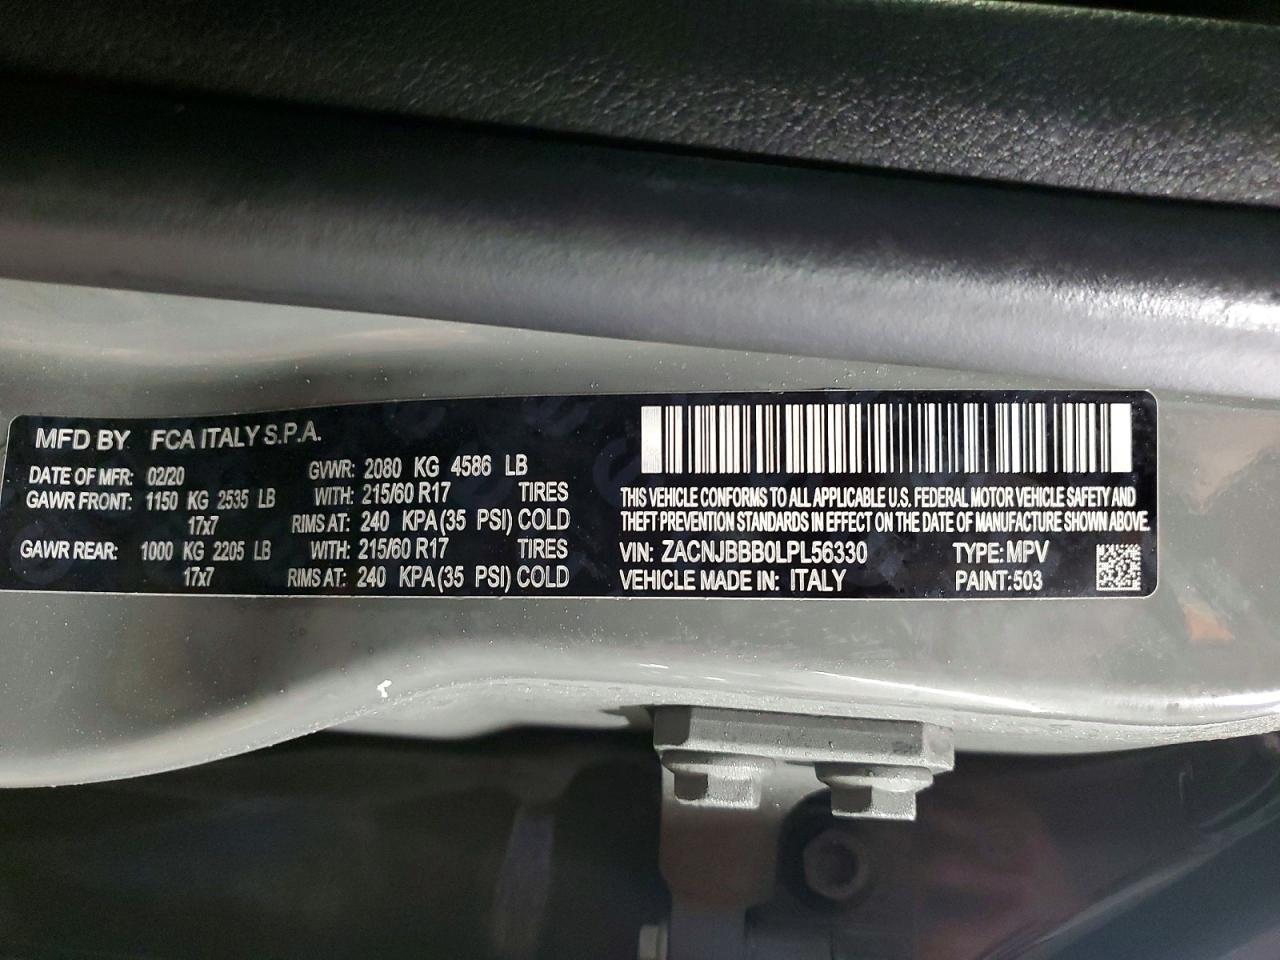 MFD BY FCA ITALY S.P.A.
DATE OF MFR: 02/20 GVWR: 2080 KG 4586 LB
GAWR FRONT: 1150 KG 2535 LB WITH: 215/60 R17 TIRES
17x7 RIMS AT: 240 KPA (35 PSI) COLD
GAWR REAR: 1000 KG 2205 LB WITH: 215/60 R17 TIRES
17x7 RIMS AT: 240 KPA (35 PSI) COLD
THIS VEHICLE CONFORMS TO ALL APPLICABLE U.S. FEDERAL MOTOR VEHICLE SAFETY AND
THEFT PREVENTION STANDARDS IN EFFECT ON THE DATE OF MANUFACTURE SHOWN ABOVE.
VIN: ZACNJBBB0LPL56330 TYPE: MPV
VEHICLE MADE IN: ITALY PAINT: 503